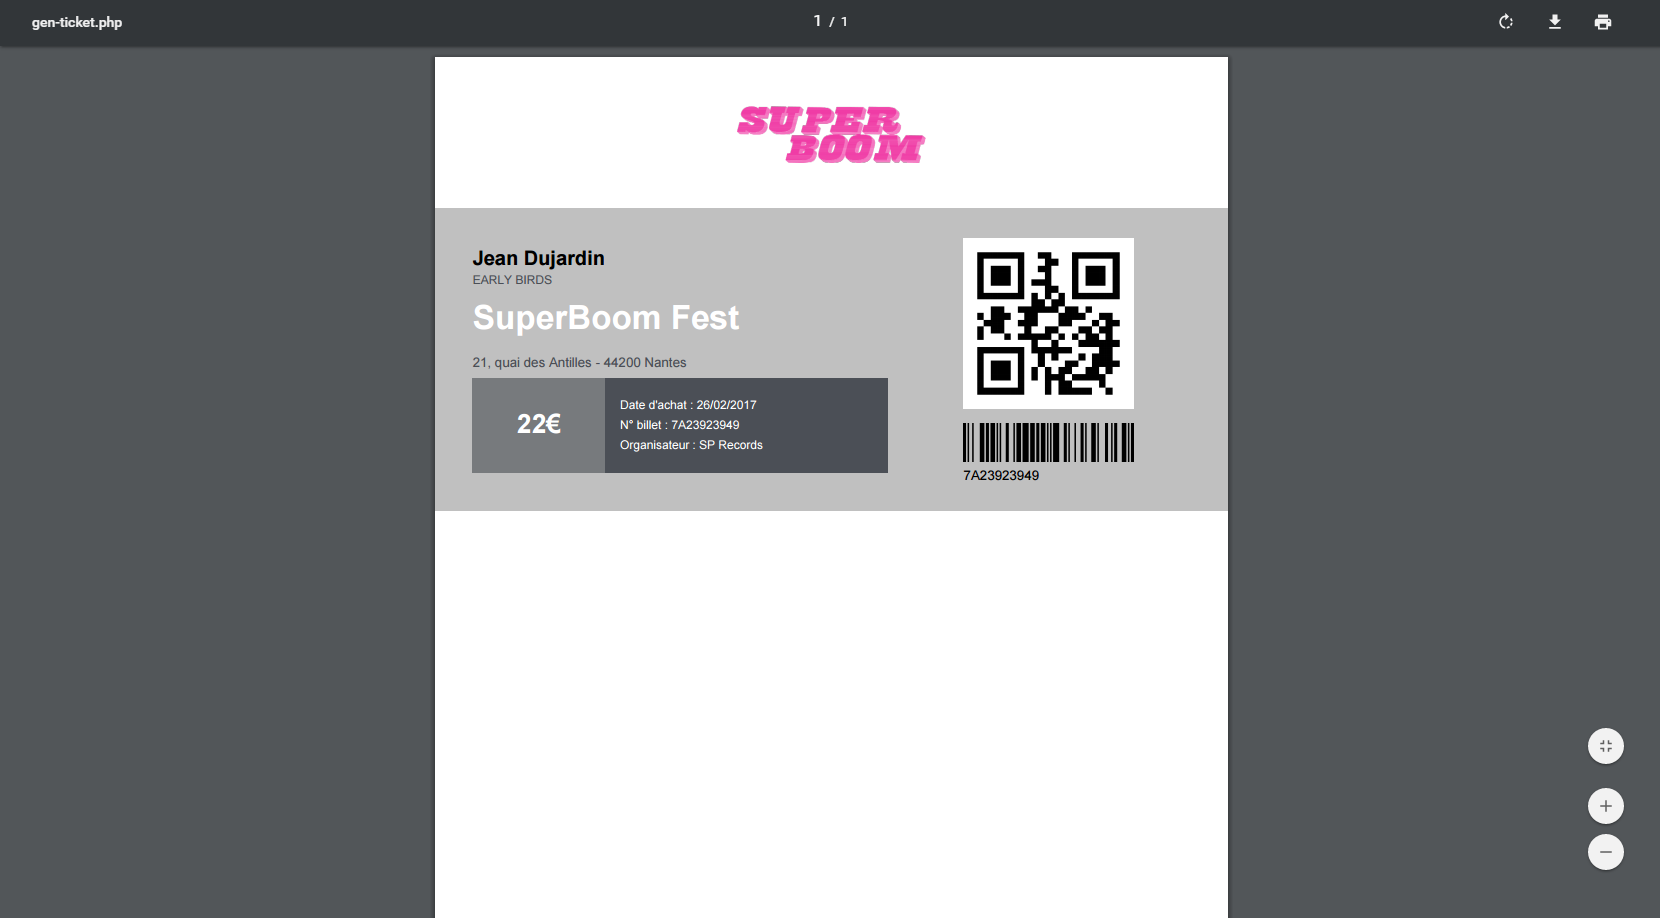 gen-ticket.php
1 / 1
SUPER
BOOM
Jean Dujardin
EARLY BIRDS
SuperBoom Fest
21, quai des Antilles - 44200 Nantes
22€
Date d'achat : 26/02/2017
N° billet : 7A23923949
Organisateur : SP Records
7A23923949